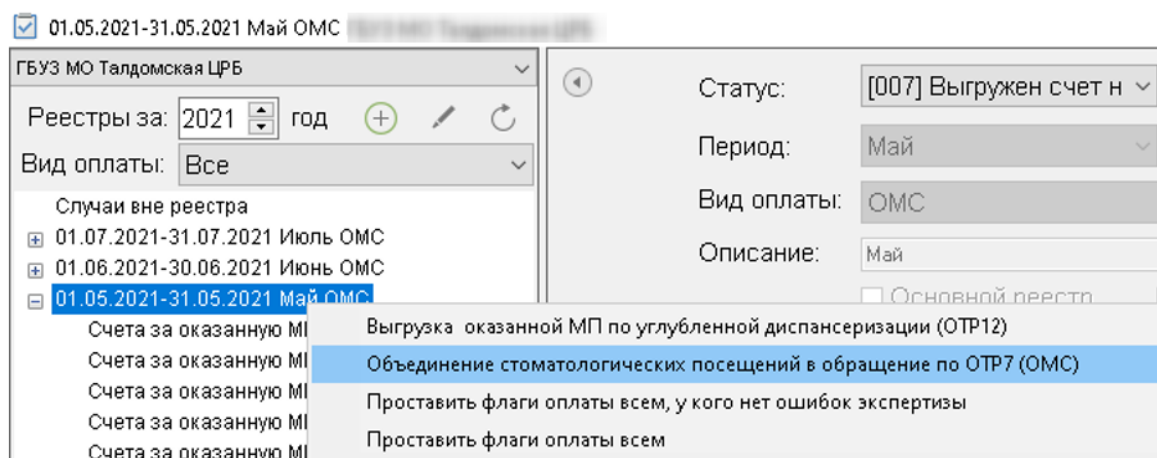 01.05.2021-31.05.2021 Май ОМС
ГБУЗ МО Талдомская ЦРБ
Реестры за: 2021 год
Вид оплаты: Все
Случаи вне реестра
01.07.2021-31.07.2021 Июль ОМС
01.06.2021-30.06.2021 Июнь ОМС
01.05.2021-31.05.2021 Май ОМС
Счета за оказанную
Счета за оказанную
Счета за оказанную
Счета за оказанную
Счета за оказанную
Статус: [007] Выгружен счет н
Период: Май
Вид оплаты: ОМС
Описание: Май
Основной реестр
Выгрузка оказанной МП по углубленной диспансеризации (ОТР12)
Объединение стоматологических посещений в обращение по ОТР7 (ОМС)
Проставить флаги оплаты всем, у кого нет ошибок экспертизы
Проставить флаги оплаты всем